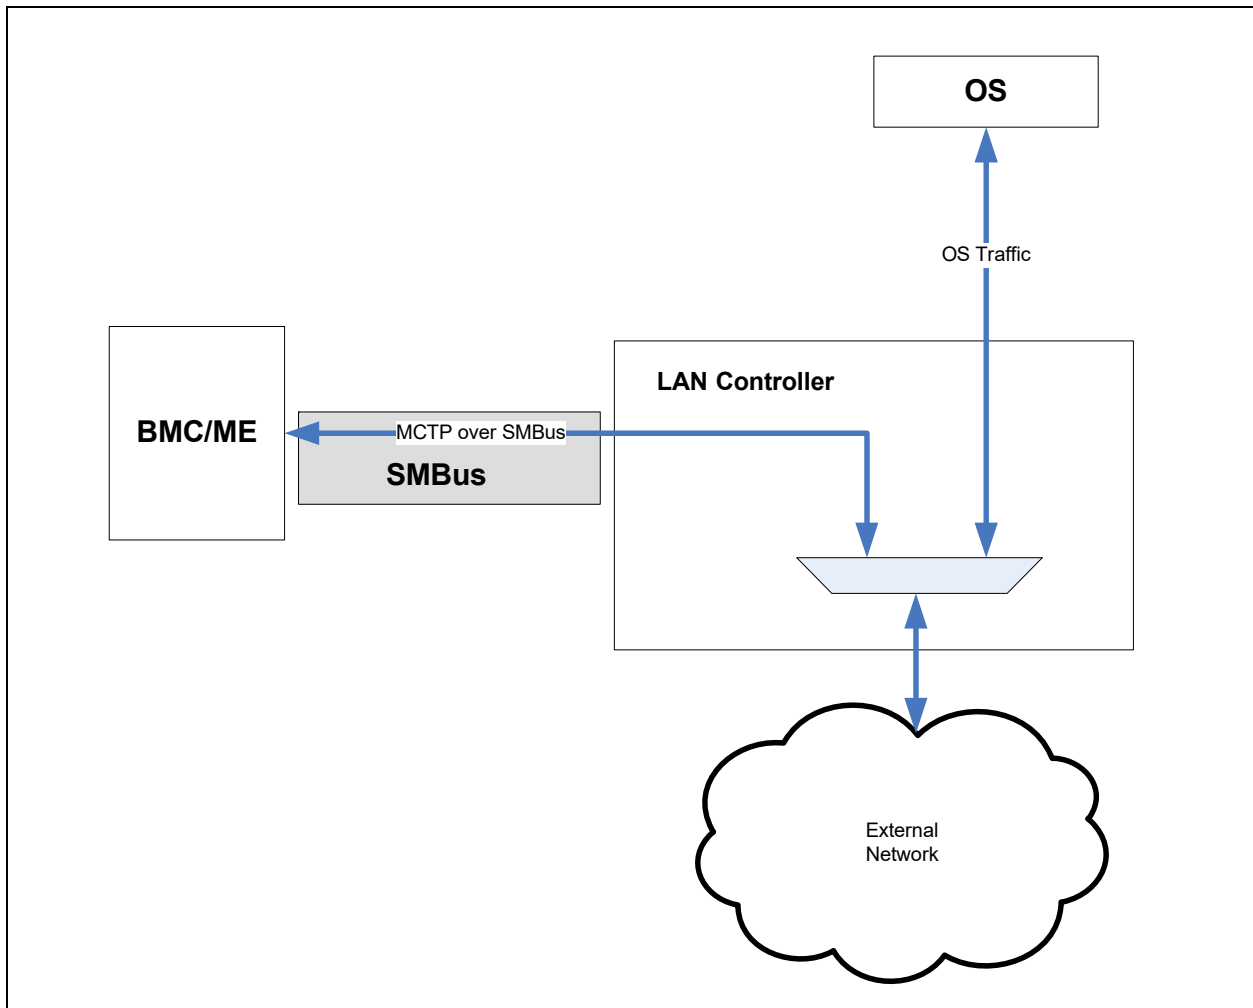 OS
OS Traffic
LAN Controller
BMC/ME
MCTP over SMBus
SMBus
External
Network